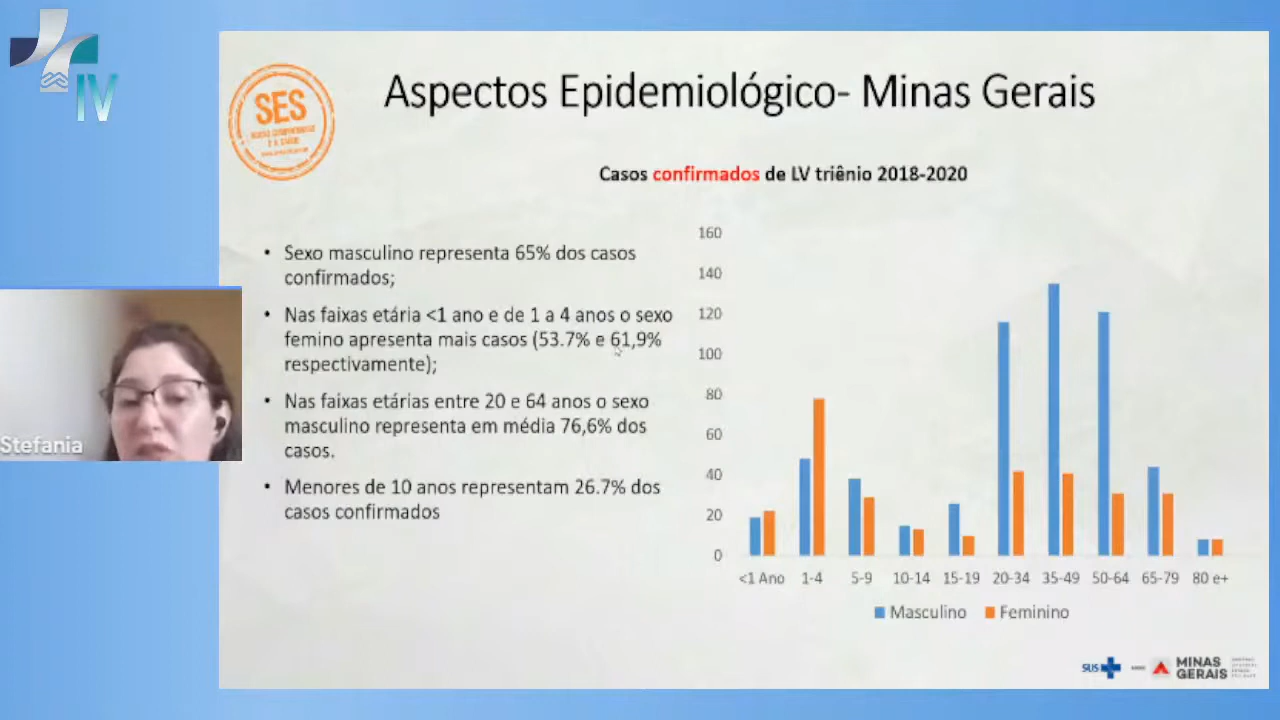 IV
SES
Aspectos Epidemiológico- Minas Gerais
Casos confirmados de LV triênio 2018-2020
• Sexo masculino representa 65% dos casos
confirmados;
• Nas faixas etária <1 ano e de 1 a 4 anos o sexo
femino apresenta mais casos (53.7% e 61,9%
respectivamente);
• Nas faixas etárias entre 20 e 64 anos o sexo
masculino representa em média 76,6% dos
casos.
• Menores de 10 anos representam 26.7% dos
casos confirmados
160
140
120
100
80
60
40
20
0
<1 Ano 1-4 5-9 10-14 15-19 20-34 35-49 50-64 65-79 80 e+
Masculino Feminino
Stefania
SUS
MINAS
GERAIS